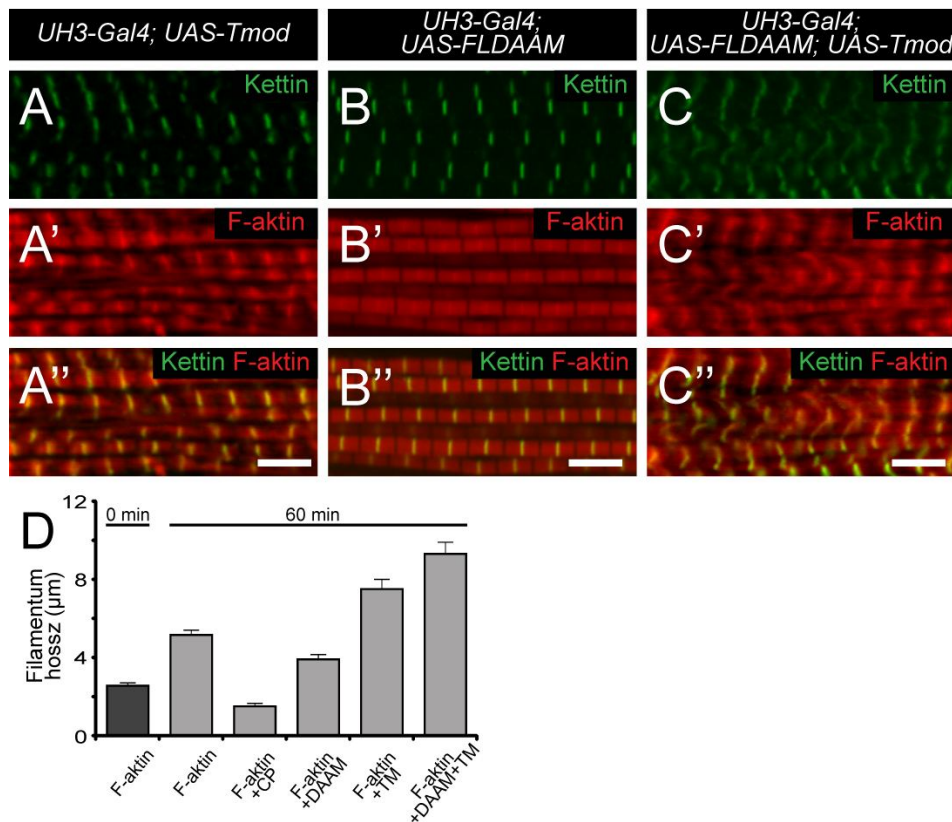 UH3-Gal4; UAS-Tmod
UH3-Gal4;
UAS-FLDAAM
UH3-Gal4;
UAS-FLDAAM; UAS-Tmod
A
Kettin
B
Kettin
C
Kettin
A’
F-aktin
B’
F-aktin
C’
F-aktin
A’’
Kettin F-aktin
B’’
Kettin F-aktin
C’’
Kettin F-aktin
D
0 min
60 min
Filamentum
hossz (µm)
12
8
4
0
F-aktin
F-aktin
F-aktin
+CP
F-aktin
+DAAM
F-aktin
+TM
F-aktin
+DAAM+TM